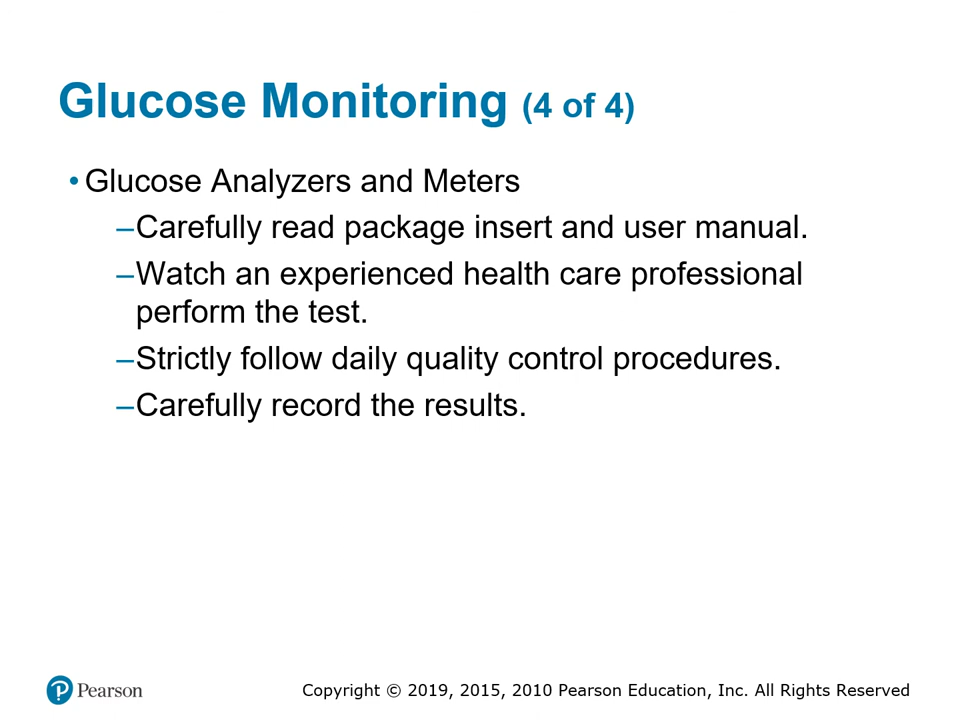 Glucose Monitoring (4 of 4)
• Glucose Analyzers and Meters
–Carefully read package insert and user manual.
–Watch an experienced health care professional
perform the test.
–Strictly follow daily quality control procedures.
–Carefully record the results.
Pearson
Copyright © 2019, 2015, 2010 Pearson Education, Inc. All Rights Reserved